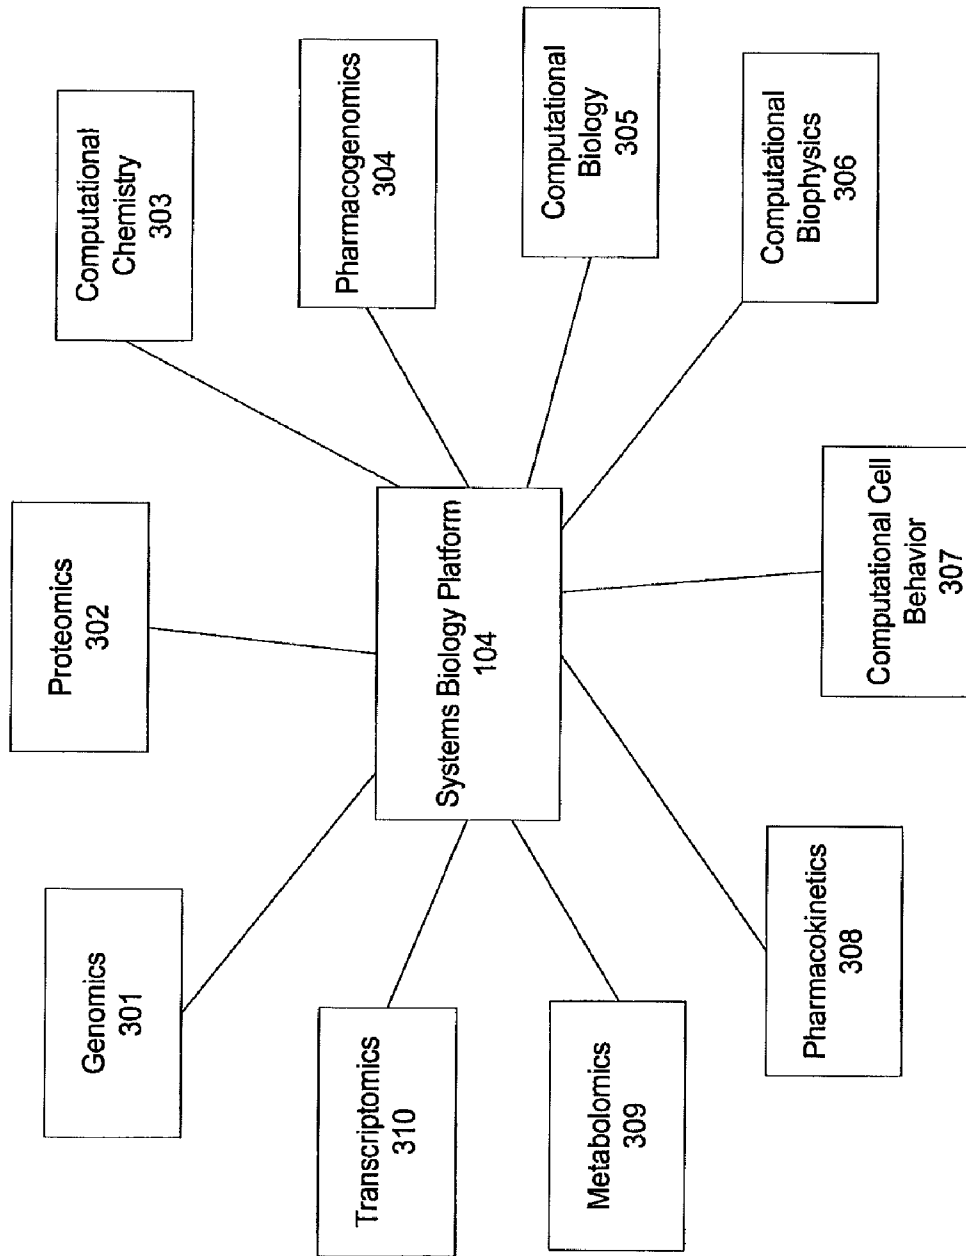 Genomics
301
Proteomics
302
Computational
Chemistry
303
Pharmacogenomics
304
Computational
Biology
305
Computational
Biophysics
306
Computational Cell
Behavior
307
Pharmacokinetics
308
Metabolomics
309
Transcriptomics
310
Systems Biology Platform
104